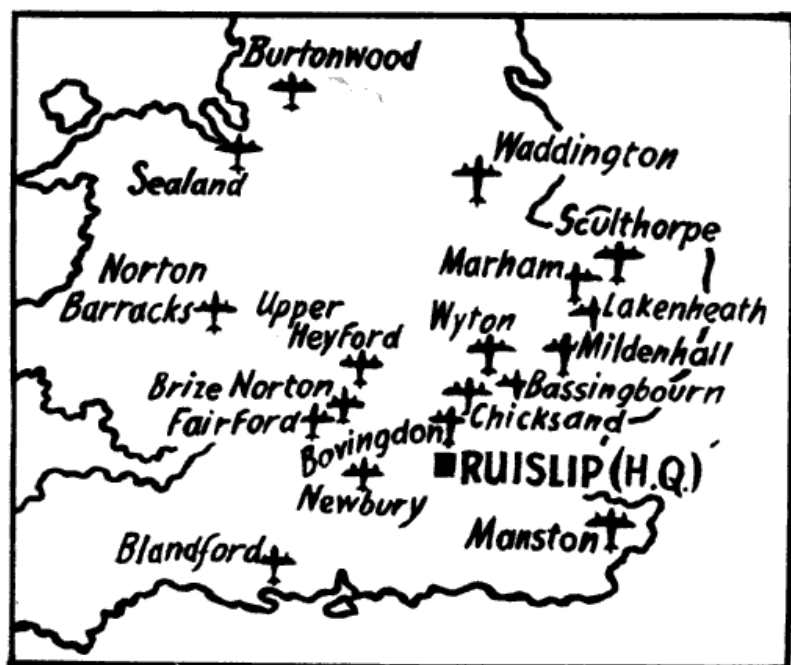 Burtonwood
Waddington
Sealand
Sculthorpe
Marham
Norton
Barracks
Upper
Heyford
Lakenheath
Wyton
Mildenhall
Brize Norton
Bassingbourn
Fairford
Chicksand
Bovingdon
RUISLIP (H.Q.)
Newbury
Manston
Blandford